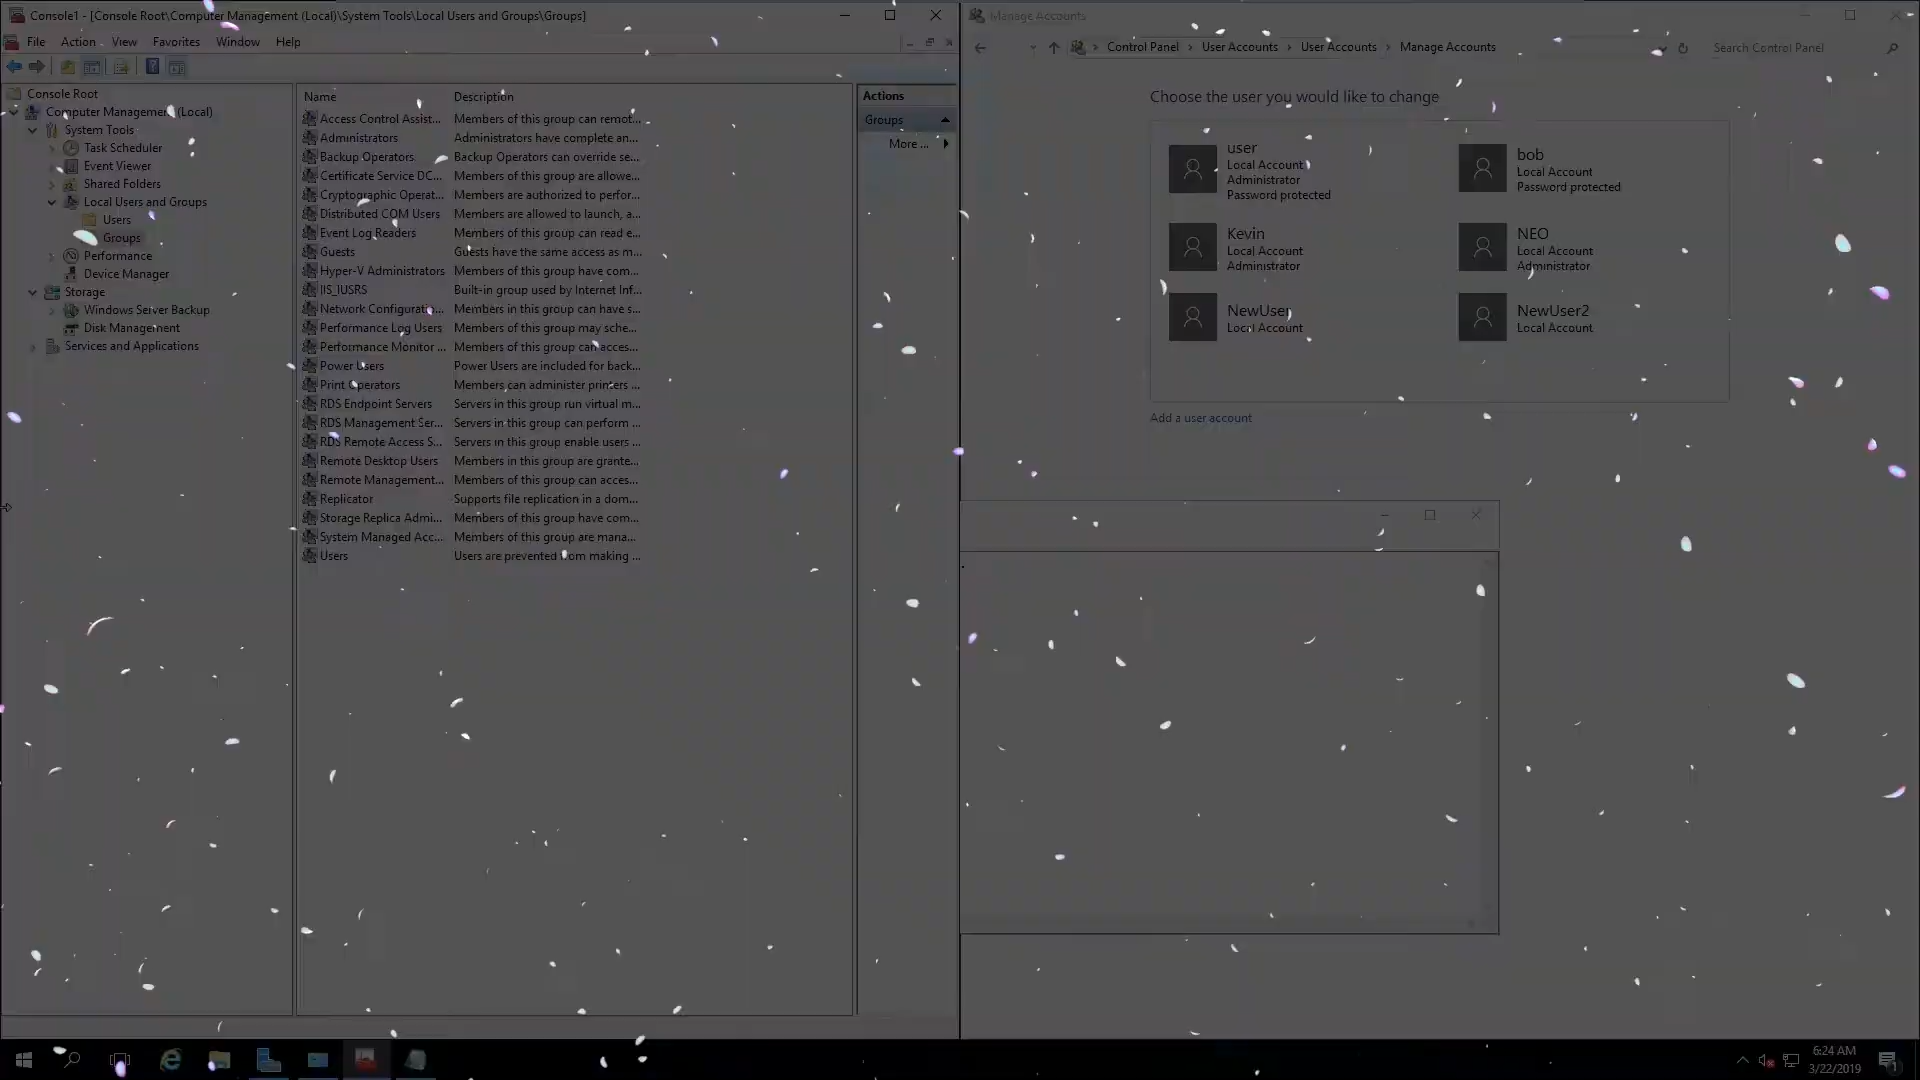 Console1 - [Console Root\Computer Management (Local)\System Tools\Local Users and Groups\Groups]
File Action View Favorites Window Help
Console Root
Computer Management (Local)
System Tools
Task Scheduler
Event Viewer
Shared Folders
Local Users and Groups
Users
Groups
Performance
Device Manager
Storage
Windows Server Backup
Disk Management
Services and Applications
Name Description
Access Control Assist... Members of this group can remot...
Administrators Administrators have complete an...
Backup Operators Backup Operators can override se...
Certificate Service DC... Members of this group are allowe...
Cryptographic Operat... Members are authorized to perfor...
Distributed COM Users Members are allowed to launch, a...
Event Log Readers Members of this group can read e...
Guests Guests have the same access as m...
Hyper-V Administrators Members of this group have com...
IIS_IUSRS Built-in group used by Internet Inf...
Network Configuratio... Members in this group can have s...
Performance Log Users Members of this group may sche...
Performance Monitor ... Members of this group can acces...
Power Users Power Users are included for back...
Print Operators Members can administer printers ...
RDS Endpoint Servers Servers in this group run virtual m...
RDS Management Ser... Servers in this group can perform ...
RDS Remote Access S... Servers in this group enable users ...
Remote Desktop Users Members in this group are grante...
Remote Management... Members of this group can acces...
Replicator Supports file replication in a dom...
Storage Replica Admi... Members of this group have com...
System Managed Acc... Members of this group are mana...
Users Users are prevented from making ...
Actions
Groups
More ...
Manage Accounts
Control Panel User Accounts User Accounts Manage Accounts
Search Control Panel
Choose the user you would like to change
user
Local Account
Administrator
Password protected
bob
Local Account
Password protected
Kevin
Local Account
Administrator
NEO
Local Account
Administrator
NewUser
Local Account
NewUser2
Local Account
Add a user account
6:24 AM
3/22/2019
1